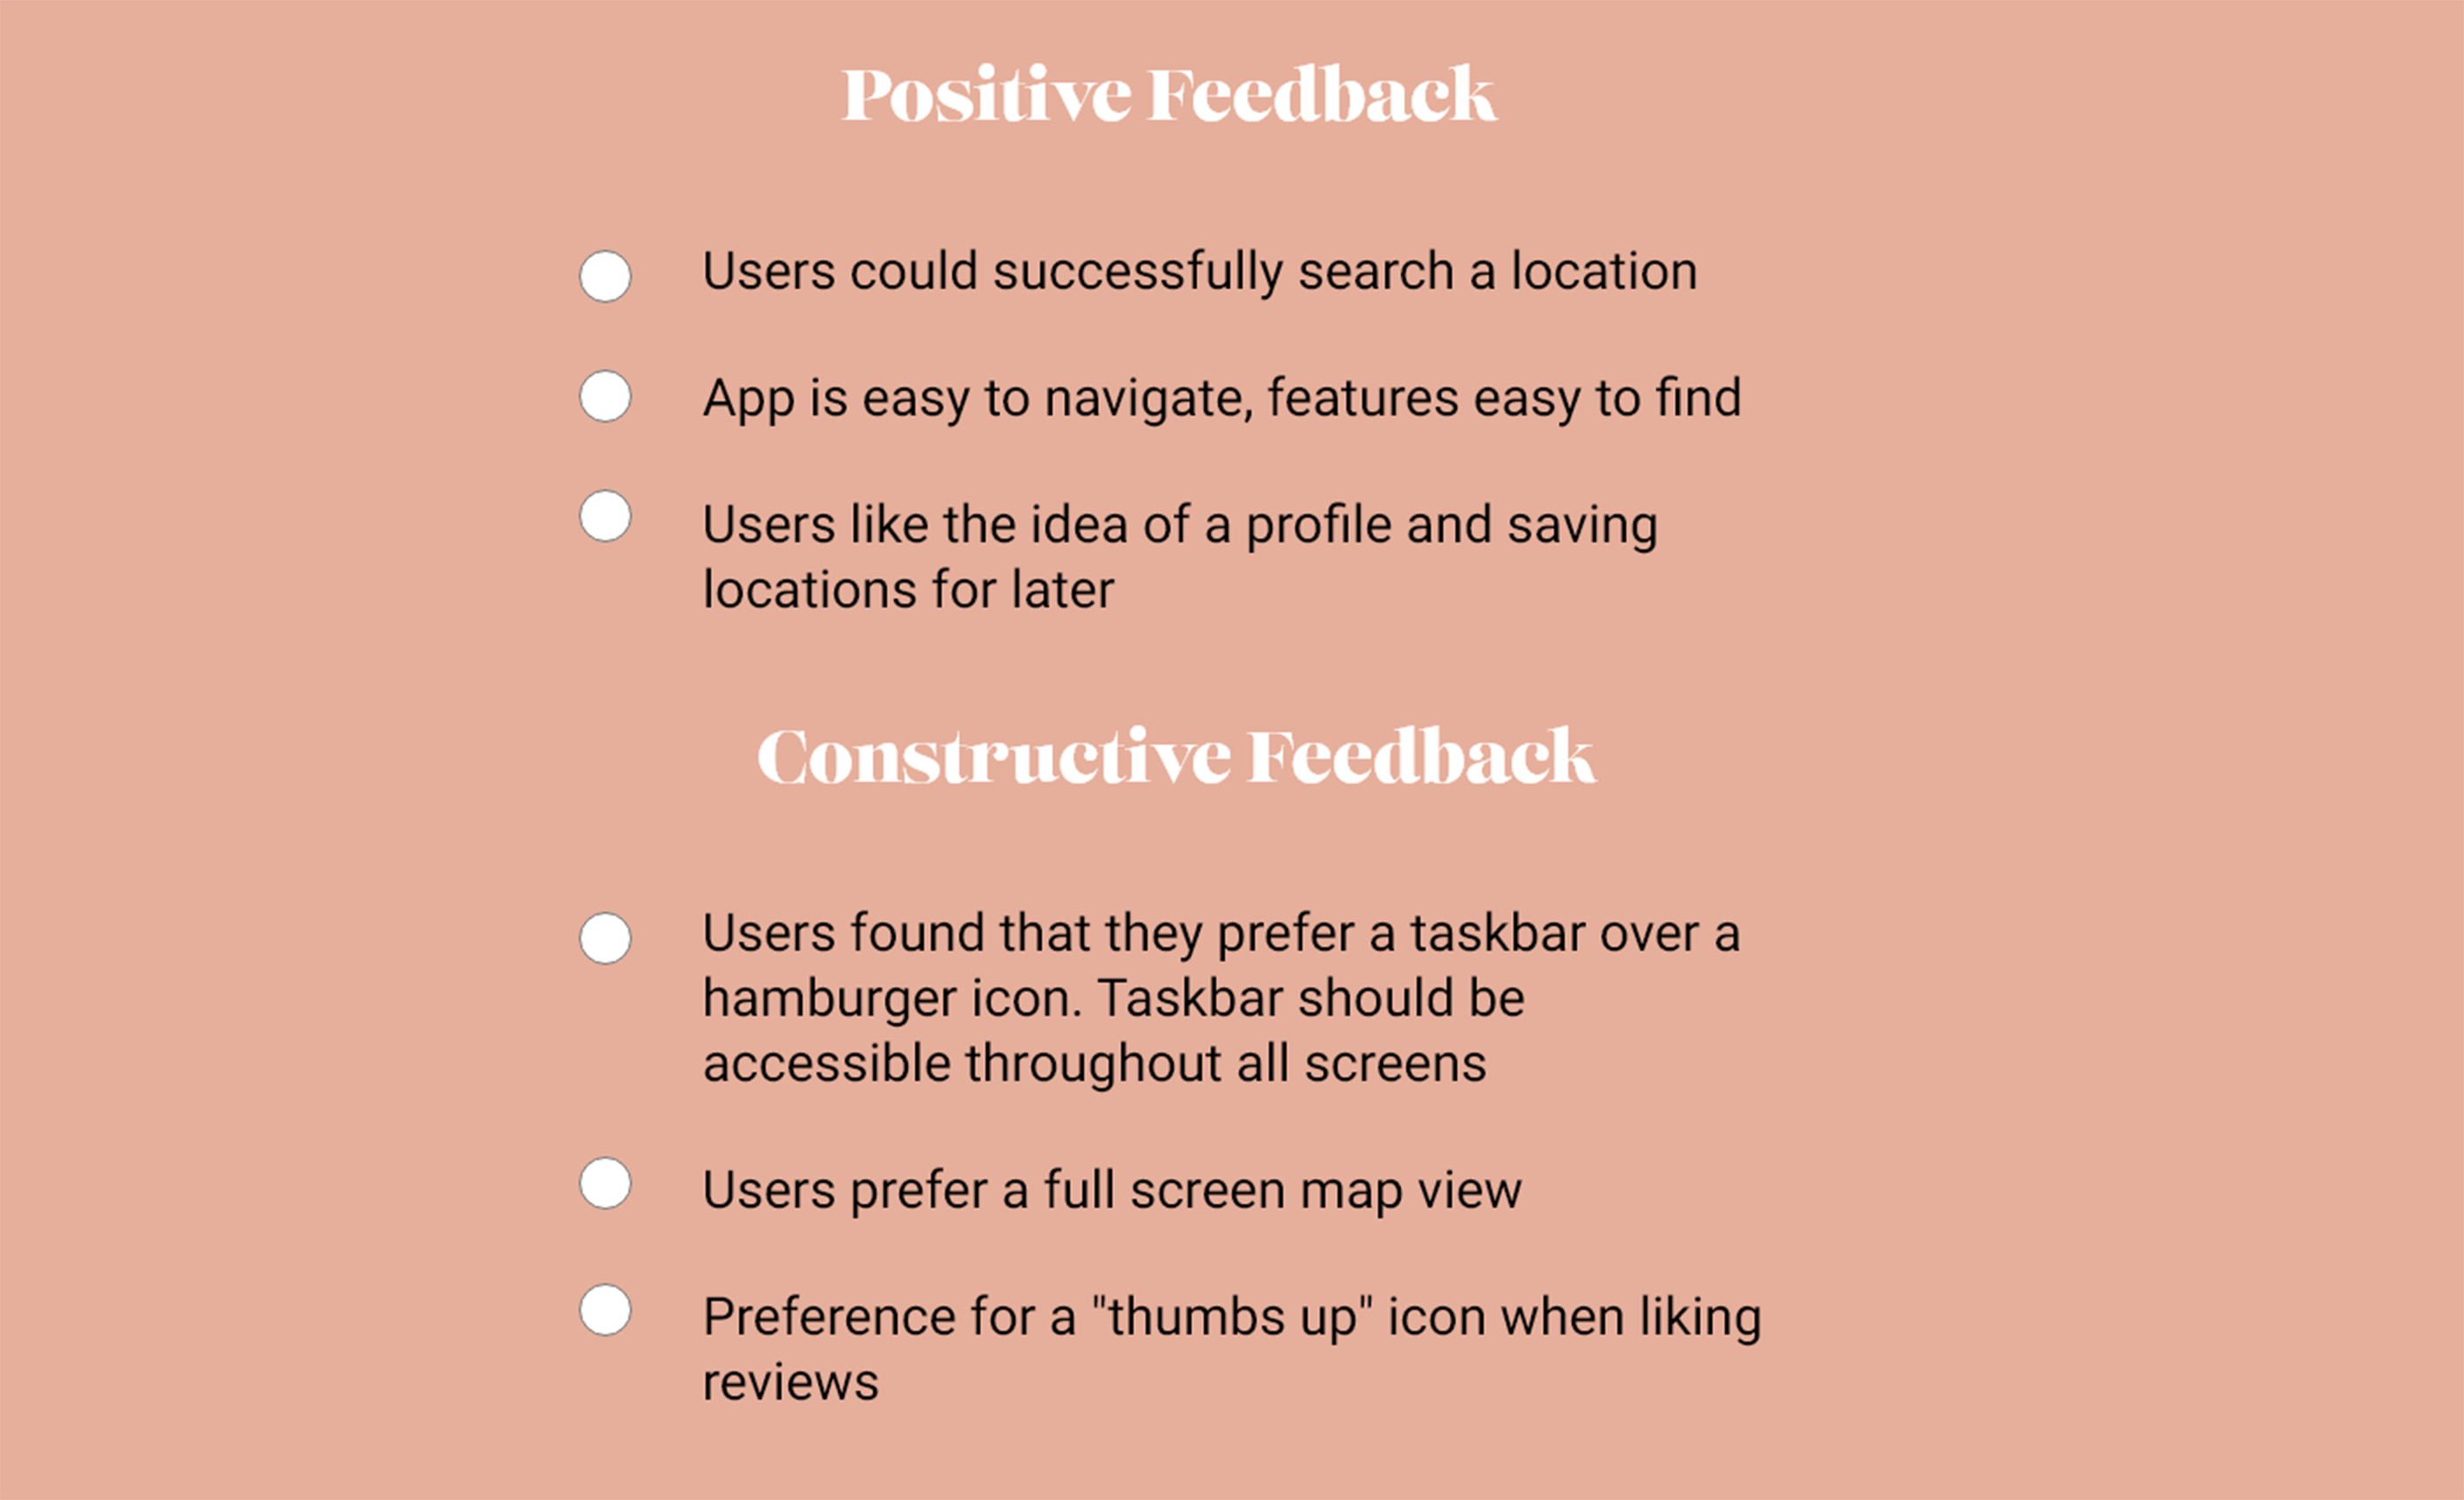 Positive Feedback
Users could successfully search a location
App is easy to navigate, features easy to find
Users like the idea of a profile and saving
locations for later
Constructive Feedback
Users found that they prefer a taskbar over a
hamburger icon. Taskbar should be
accessible throughout all screens
Users prefer a full screen map view
Preference for a "thumbs up" icon when liking
reviews